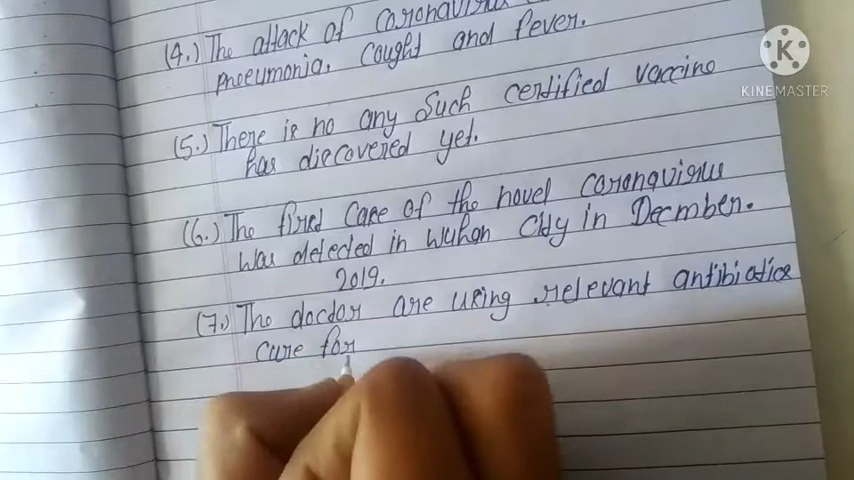 (4.) The attack of coronavirus
pneumonia, cought and fever.
(5.) There is no any such certified vaccine
has discovered yet.
(6.) The first case of the novel coronavirus
was detected in Wuhan City in Decmber.
2019.
(7.) The doctor are using relevant antibiotics
cure for
K
KINEMASTER